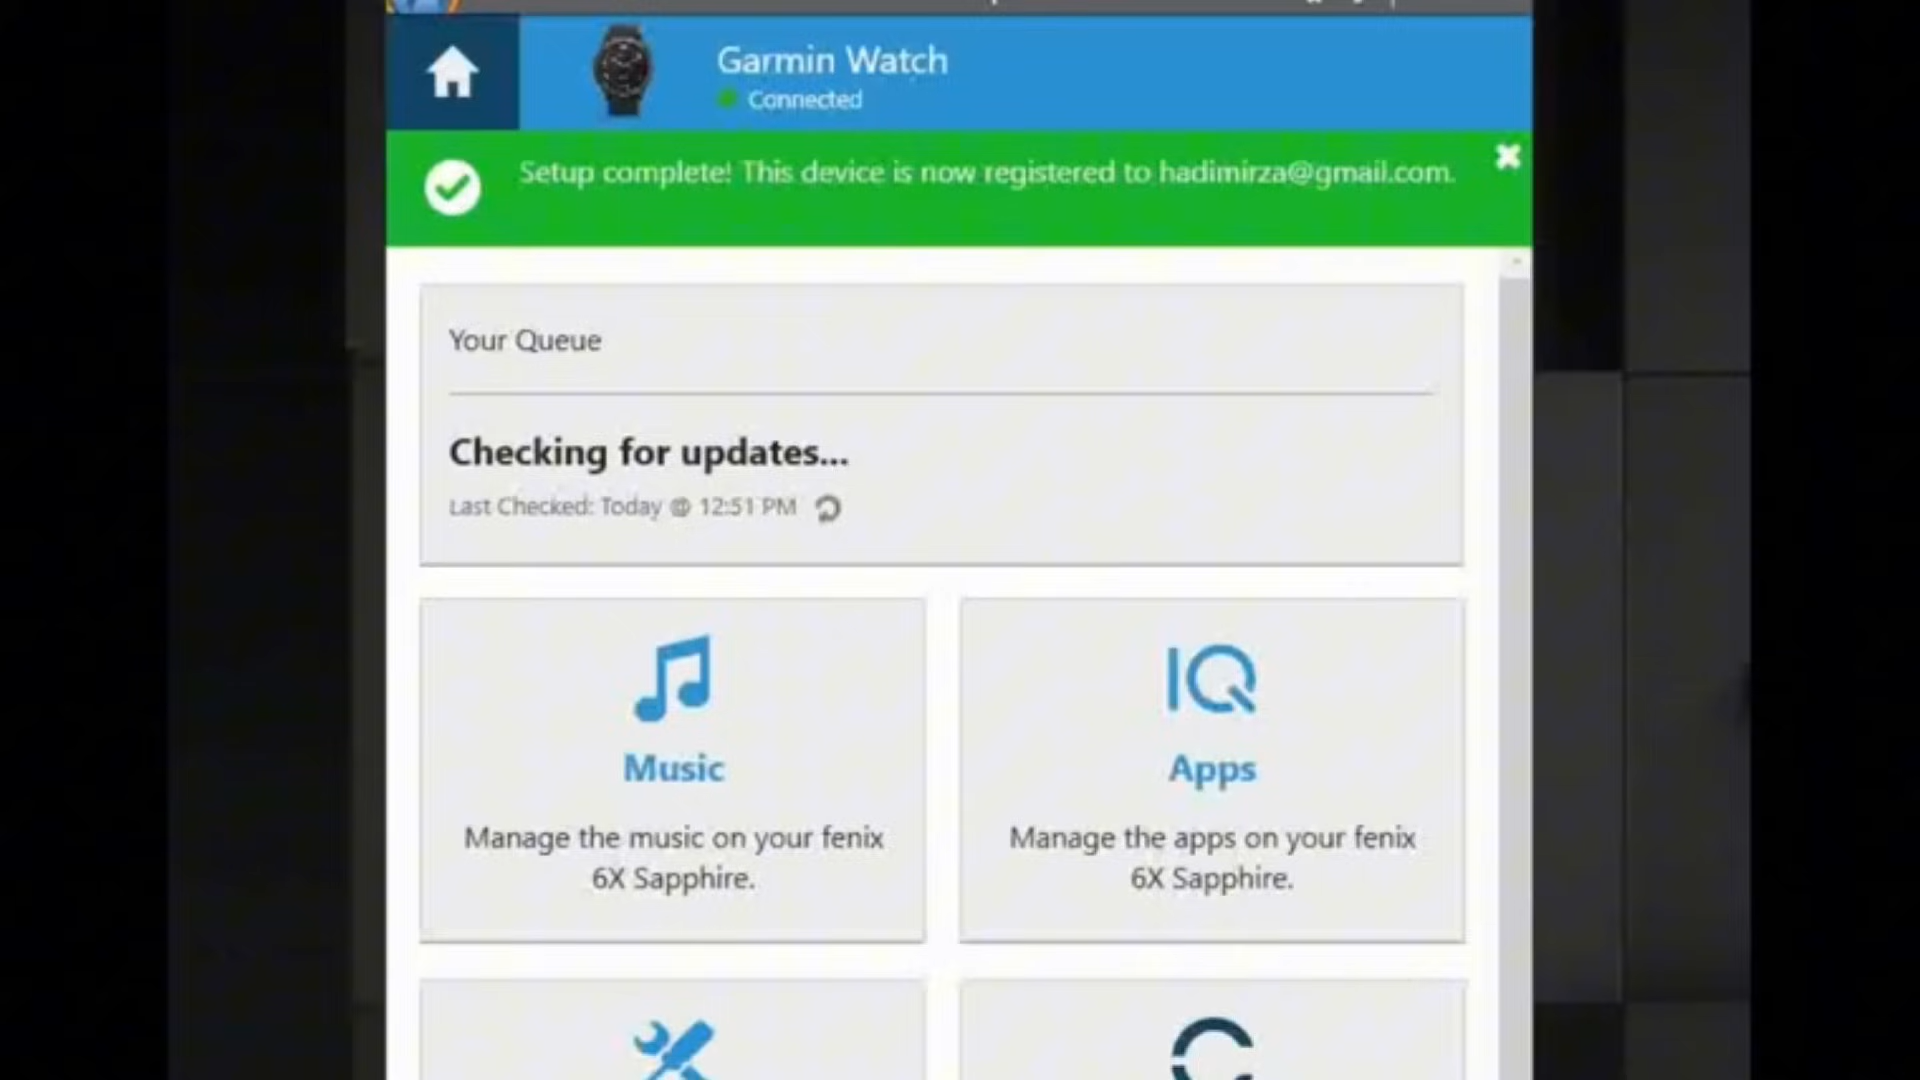 Garmin Watch
Connected
Setup complete! This device is now registered to hadimirza@gmail.com.
Your Queue
Checking for updates...
Last Checked: Today @ 12:51 PM
IQ
Music
Apps
Manage the music on your fenix
6X Sapphire.
Manage the apps on your fenix
6X Sapphire.